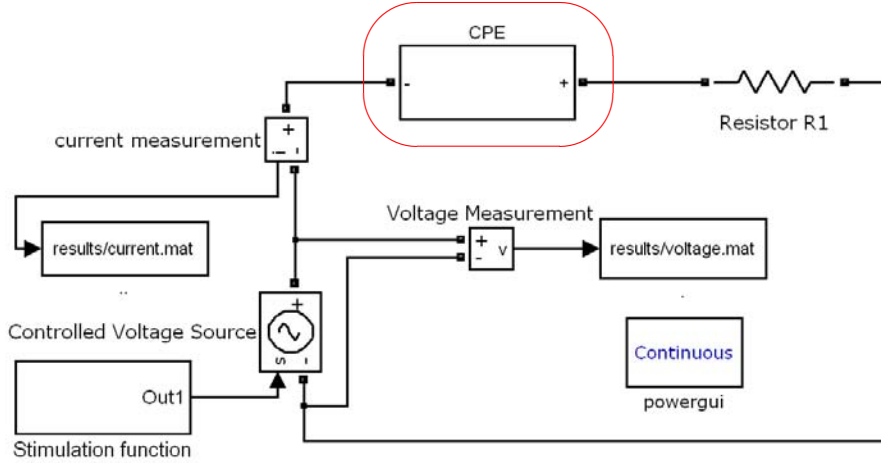 CPE
- +
Resistor R1
current measurement
+
i -
Voltage Measurement
+
- v
results/current.mat
..
results/voltage.mat
.
Controlled Voltage Source
+
s -
Continuous
powergui
Out1
Stimulation function